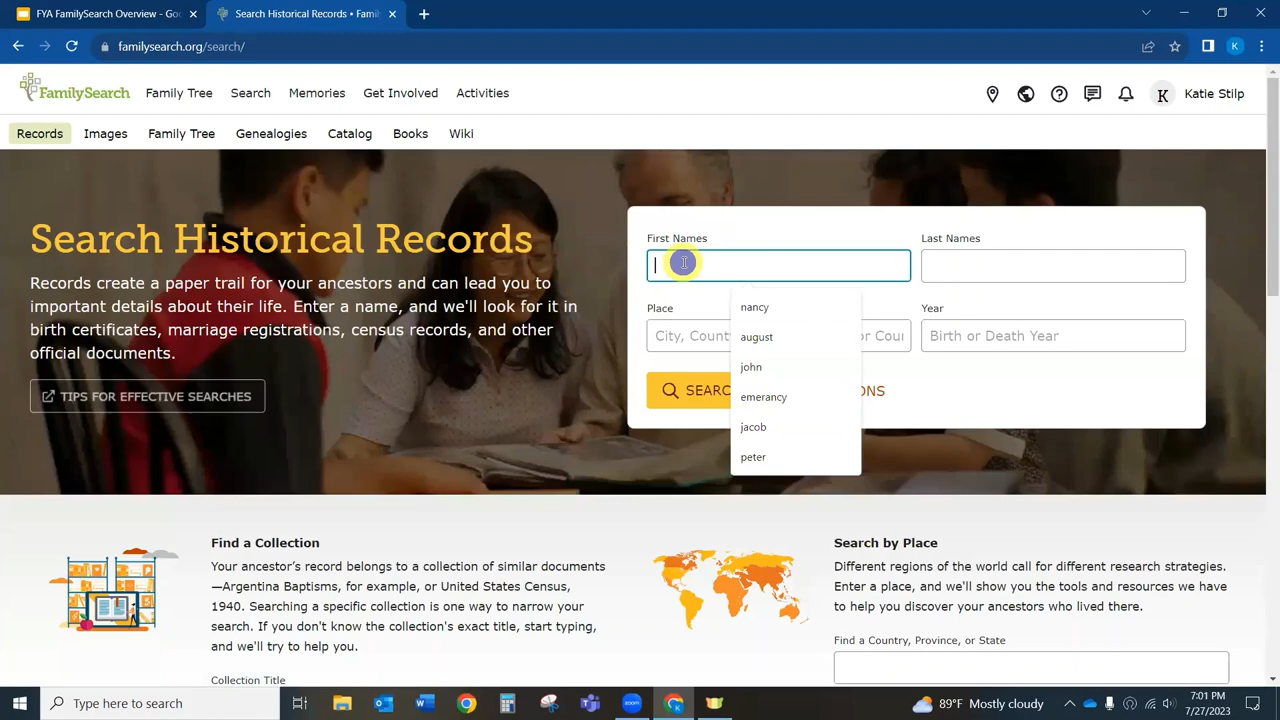 FYA FamilySearch Overview - Goo
Search Historical Records • Famil
familysearch.org/search/
K
FamilySearch
Family Tree
Search
Memories
Get Involved
Activities
K
Katie Stilp
Records
Images
Family Tree
Genealogies
Catalog
Books
Wiki
Search Historical Records
Records create a paper trail for your ancestors and can lead you to
important details about their life. Enter a name, and we'll look for it in
birth certificates, marriage registrations, census records, and other
official documents.
TIPS FOR EFFECTIVE SEARCHES
First Names
Last Names
nancy
august
john
emerancy
jacob
peter
Place
Year
City, County
or Coun
Birth or Death Year
SEARC
ONS
Find a Collection
Your ancestor's record belongs to a collection of similar documents
—Argentina Baptisms, for example, or United States Census,
1940. Searching a specific collection is one way to narrow your
search. If you don't know the collection's exact title, start typing,
and we'll try to help you.
Collection Title
Search by Place
Different regions of the world call for different research strategies.
Enter a place, and we'll show you the tools and resources we have
to help you discover your ancestors who lived there.
Find a Country, Province, or State
Type here to search
zoom
89°F Mostly cloudy
7:01 PM
7/27/2023